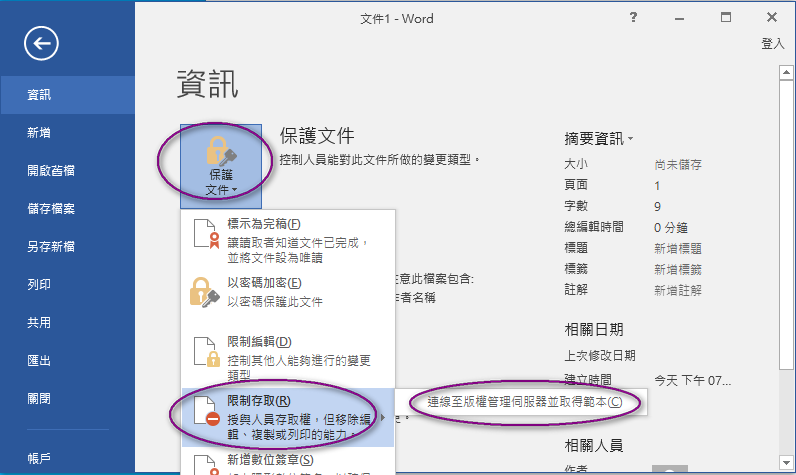 文件1 - Word
?
登入
資訊
新增
開啟舊檔
儲存檔案
另存新檔
列印
共用
匯出
關閉
帳戶
資訊
保護
文件
保護文件
控制人員能對此文件所做的變更類型。
標示為完稿(F)
讓讀取者知道文件已完成，
並將文件設為唯讀
以密碼加密(E)
以密碼保護此文件
限制編輯(D)
控制其他人能夠進行的變更
類型
限制存取(R)
授與人員存取權，但移除編
輯、複製或列印的能力。
新增數位簽章(S)
連線至版權管理伺服器並取得範本(C)
注意此檔案包含:
作者名稱
摘要資訊
大小 尚未儲存
頁面 1
字數 9
總編輯時間 0 分鐘
標題 新增標題
標籤 新增標籤
註解 新增註解
相關日期
上次修改日期
建立時間 今天 下午 07...
相關人員
作者